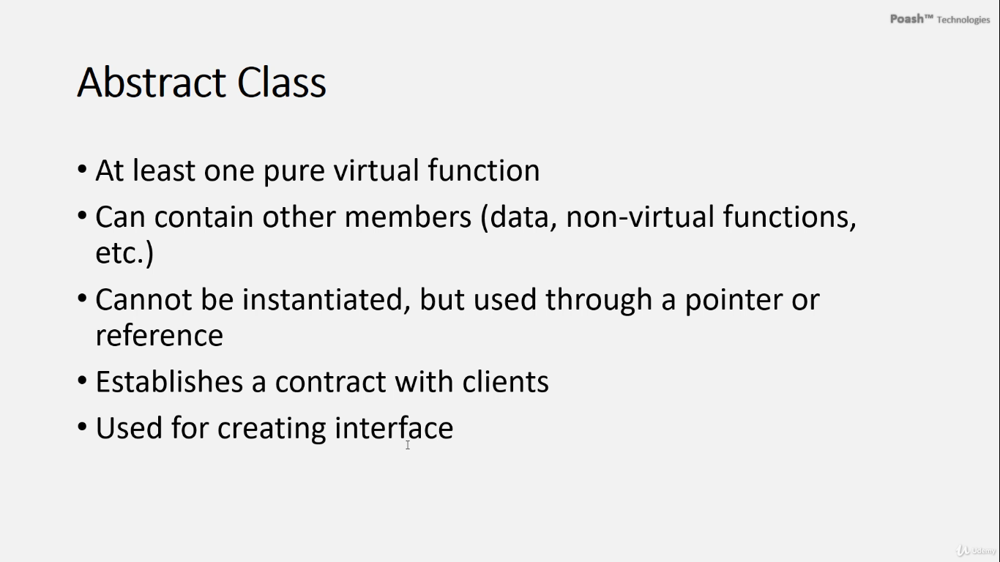 Poash™ Technologies
Abstract Class
• At least one pure virtual function
• Can contain other members (data, non-virtual functions,
etc.)
• Cannot be instantiated, but used through a pointer or
reference
• Establishes a contract with clients
• Used for creating interface
Udemy